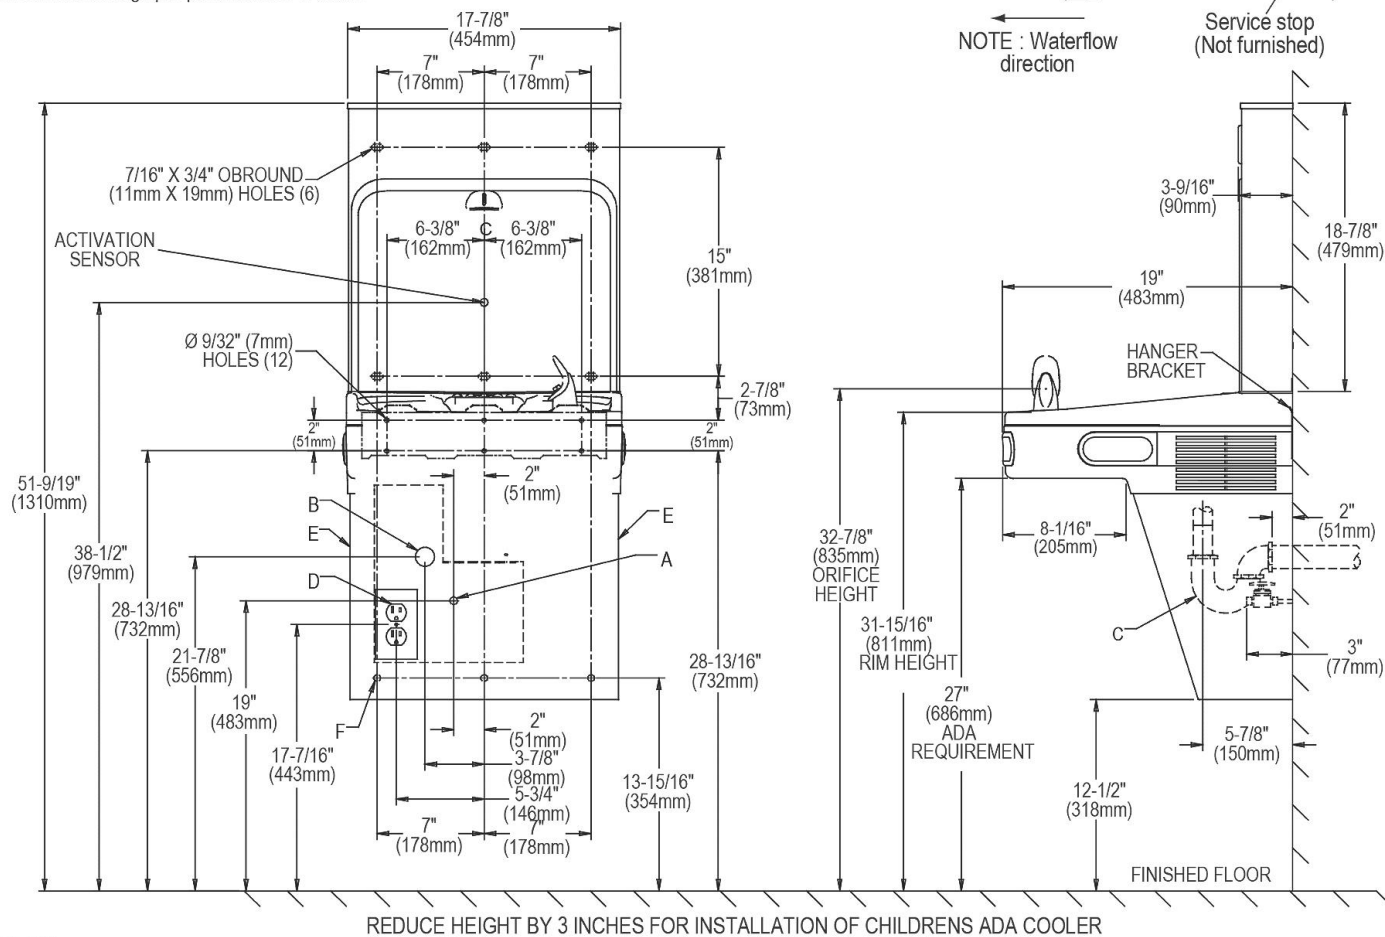 17-7/8"
(454mm)
7"
(178mm)
7"
(178mm)
NOTE : Waterflow
direction
Service stop
(Not furnished)
7/16" X 3/4" OBROUND
(11mm X 19mm) HOLES (6)
ACTIVATION
SENSOR
C
6-3/8"
(162mm)
6-3/8"
(162mm)
15"
(381mm)
3-9/16"
(90mm)
18-7/8"
(479mm)
19"
(483mm)
Ø 9/32" (7mm)
HOLES (12)
HANGER
BRACKET
2-7/8"
(73mm)
2"
(51mm)
2"
(51mm)
51-9/19"
(1310mm)
2"
(51mm)
B
E
E
A
D
F
38-1/2"
(979mm)
28-13/16"
(732mm)
21-7/8"
(556mm)
19"
(483mm)
17-7/16"
(443mm)
2"
(51mm)
3-7/8"
(98mm)
5-3/4"
(146mm)
7"
(178mm)
7"
(178mm)
13-15/16"
(354mm)
28-13/16"
(732mm)
32-7/8"
(835mm)
ORIFICE
HEIGHT
31-15/16"
(811mm)
RIM HEIGHT
27"
(686mm)
ADA
REQUIREMENT
8-1/16"
(205mm)
2"
(51mm)
C
3"
(77mm)
5-7/8"
(150mm)
12-1/2"
(318mm)
FINISHED FLOOR
REDUCE HEIGHT BY 3 INCHES FOR INSTALLATION OF CHILDRENS ADA COOLER